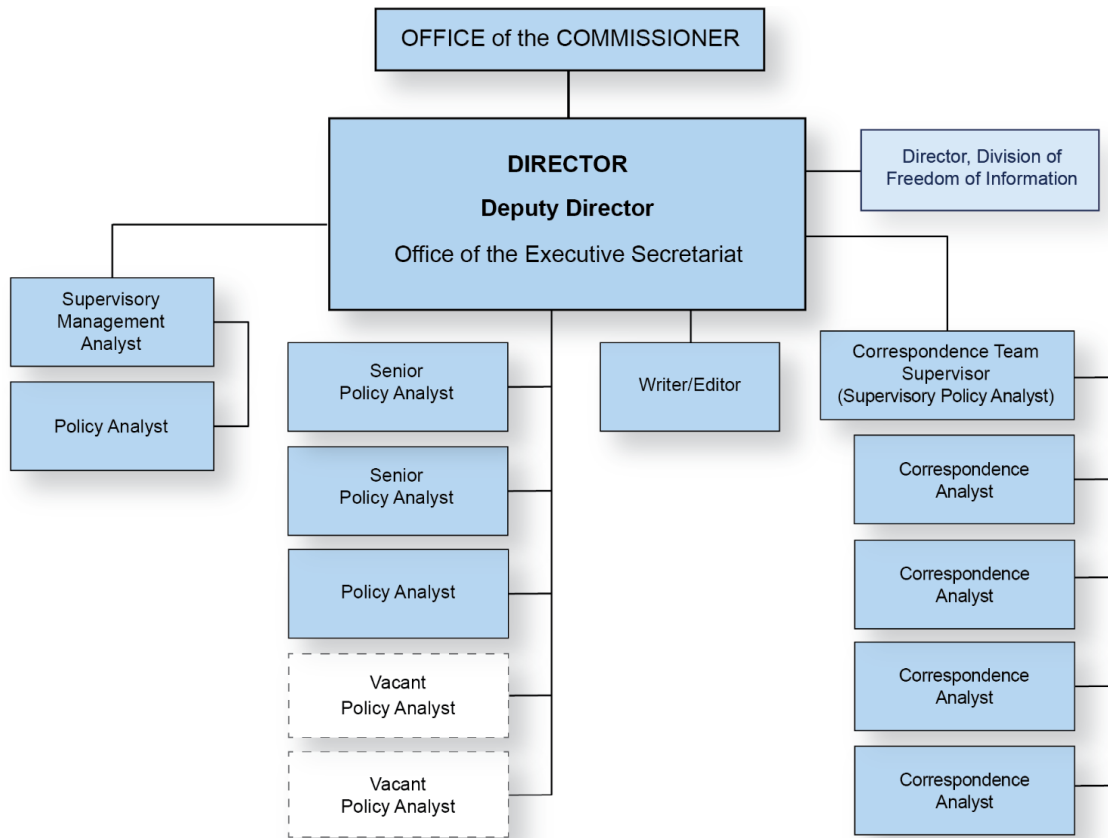 OFFICE of the COMMISSIONER
DIRECTOR
Deputy Director
Office of the Executive Secretariat
Director, Division of
Freedom of Information
Supervisory
Management
Analyst
Policy Analyst
Senior
Policy Analyst
Senior
Policy Analyst
Policy Analyst
Vacant
Policy Analyst
Vacant
Policy Analyst
Writer/Editor
Correspondence Team
Supervisor
(Supervisory Policy Analyst)
Correspondence
Analyst
Correspondence
Analyst
Correspondence
Analyst
Correspondence
Analyst